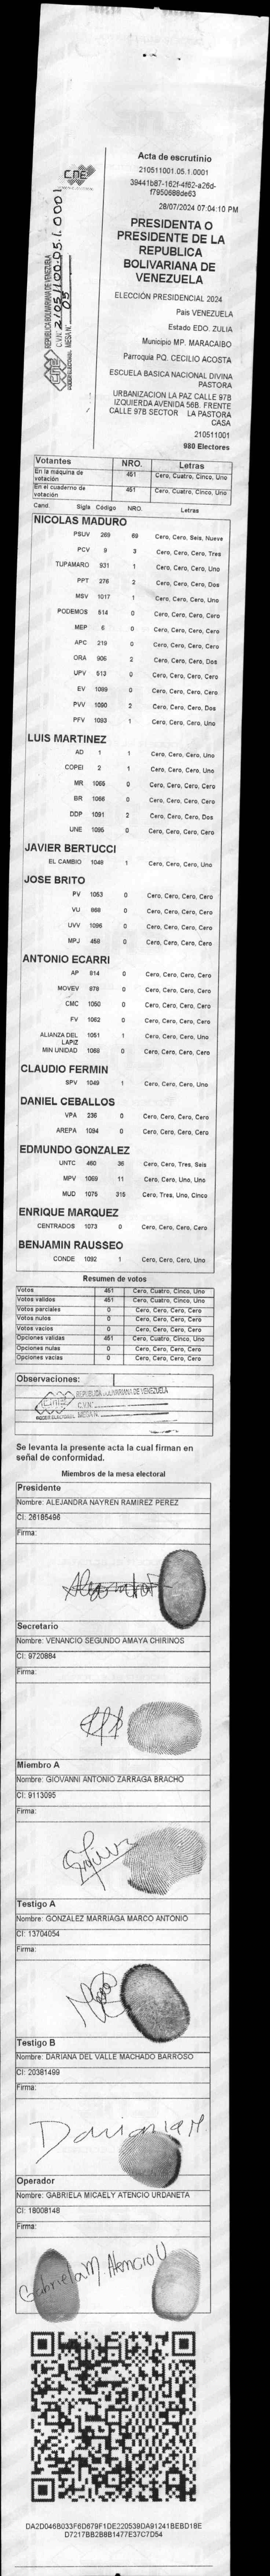 Acta de escrutinio
210511001.05.1.0001
39441b87-162f-4f62-a26d-
f7950688de63
28/07/2024 07:04:10 PM
PRESIDENTA O
PRESIDENTE DE LA
REPUBLICA
BOLIVARIANA DE
VENEZUELA
ELECCIÓN PRESIDENCIAL 2024
País VENEZUELA
Estado EDO. ZULIA
Municipio MP. MARACAIBO
Parroquia PQ. CECILIO ACOSTA
ESCUELA BASICA NACIONAL DIVINA
PASTORA
URBANIZACION LA PAZ CALLE 97B
IZQUIERDA AVENIDA 56B. FRENTE
CALLE 97B SECTOR LA PASTORA
CASA
210511001
980 Electores
cne
REPÚBLICA BOLIVARIANA DE VENEZUELA
C.V.N° 210511001.05.1.0001
MESA N. 05
PODER ELECTORAL
Votantes NRO. Letras
En la máquina de votación 451 Cero, Cuatro, Cinco, Uno
En el cuaderno de votación 451 Cero, Cuatro, Cinco, Uno
Cand. Sigla Código NRO. Letras
NICOLAS MADURO
PSUV 269 69 Cero, Cero, Seis, Nueve
PCV 9 3 Cero, Cero, Cero, Tres
TUPAMARO 931 1 Cero, Cero, Cero, Uno
PPT 276 2 Cero, Cero, Cero, Dos
MSV 1017 1 Cero, Cero, Cero, Uno
PODEMOS 514 0 Cero, Cero, Cero, Cero
MEP 6 0 Cero, Cero, Cero, Cero
APC 219 0 Cero, Cero, Cero, Cero
ORA 906 2 Cero, Cero, Cero, Dos
UPV 513 0 Cero, Cero, Cero, Cero
EV 1089 0 Cero, Cero, Cero, Cero
PVV 1090 2 Cero, Cero, Cero, Dos
PFV 1093 1 Cero, Cero, Cero, Uno
LUIS MARTINEZ
AD 1 1 Cero, Cero, Cero, Uno
COPEI 2 1 Cero, Cero, Cero, Uno
MR 1065 0 Cero, Cero, Cero, Cero
BR 1066 0 Cero, Cero, Cero, Cero
DDP 1091 2 Cero, Cero, Cero, Dos
UNE 1095 0 Cero, Cero, Cero, Cero
JAVIER BERTUCCI
EL CAMBIO 1048 1 Cero, Cero, Cero, Uno
JOSE BRITO
PV 1053 0 Cero, Cero, Cero, Cero
VU 868 0 Cero, Cero, Cero, Cero
UVV 1096 0 Cero, Cero, Cero, Cero
MPJ 458 0 Cero, Cero, Cero, Cero
ANTONIO ECARRI
AP 814 0 Cero, Cero, Cero, Cero
MOVEV 878 0 Cero, Cero, Cero, Cero
CMC 1050 0 Cero, Cero, Cero, Cero
FV 1082 0 Cero, Cero, Cero, Cero
ALIANZA DEL LAPIZ 1051 1 Cero, Cero, Cero, Uno
MIN UNIDAD 1068 0 Cero, Cero, Cero, Cero
CLAUDIO FERMIN
SPV 1049 1 Cero, Cero, Cero, Uno
DANIEL CEBALLOS
VPA 236 0 Cero, Cero, Cero, Cero
AREPA 1094 0 Cero, Cero, Cero, Cero
EDMUNDO GONZALEZ
UNTC 460 36 Cero, Cero, Tres, Seis
MPV 1069 11 Cero, Cero, Uno, Uno
MUD 1075 315 Cero, Tres, Uno, Cinco
ENRIQUE MARQUEZ
CENTRADOS 1073 0 Cero, Cero, Cero, Cero
BENJAMIN RAUSSEO
CONDE 1092 1 Cero, Cero, Cero, Uno
Resumen de votos
Votos 451 Cero, Cuatro, Cinco, Uno
Votos válidos 451 Cero, Cuatro, Cinco, Uno
Votos parciales 0 Cero, Cero, Cero, Cero
Votos nulos 0 Cero, Cero, Cero, Cero
Votos vacíos 0 Cero, Cero, Cero, Cero
Opciones válidas 451 Cero, Cuatro, Cinco, Uno
Opciones nulas 0 Cero, Cero, Cero, Cero
Opciones vacías 0 Cero, Cero, Cero, Cero
Observaciones:
REPÚBLICA BOLIVARIANA DE VENEZUELA
cne C.V.N°
PODER ELECTORAL MESA N.
Se levanta la presente acta la cual firman en
señal de conformidad.
Miembros de la mesa electoral
Presidente
Nombre: ALEJANDRA NAYREN RAMIREZ PEREZ
CI: 26185496
Firma:
Secretario
Nombre: VENANCIO SEGUNDO AMAYA CHIRINOS
CI: 9720884
Firma:
Miembro A
Nombre: GIOVANNI ANTONIO ZARRAGA BRACHO
CI: 9113095
Firma:
Testigo A
Nombre: GONZALEZ MARRIAGA MARCO ANTONIO
CI: 13704054
Firma:
Testigo B
Nombre: DARIANA DEL VALLE MACHADO BARROSO
CI: 20381499
Firma:
Dariana M
Operador
Nombre: GABRIELA MICAELY ATENCIO URDANETA
CI: 18008148
Firma:
Gabriela M. Atencio U
DA2D046B033F6D679F1DE220539DA91241BEBD18E
D7217BB2B8B1477E37C7D54